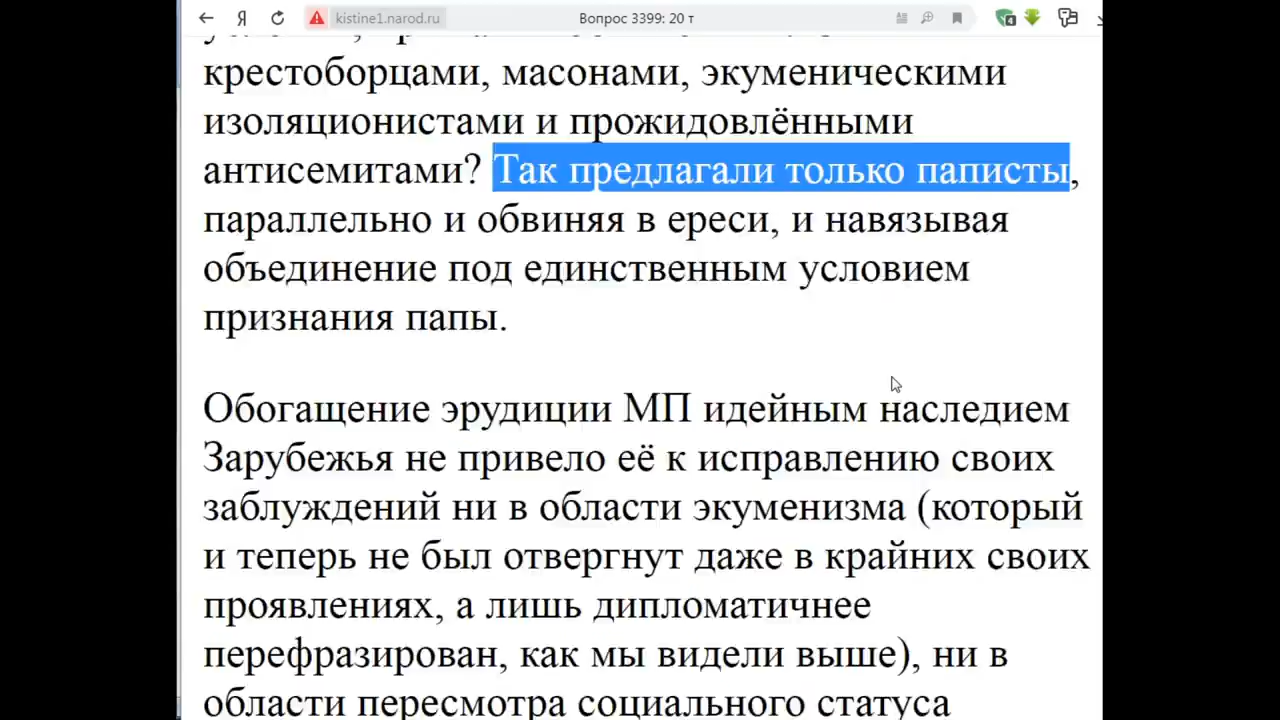 kistine1.narod.ru
Вопрос 3399: 20 т
крестоборцами, масонами, экуменическими
изоляционистами и прожидовлёнными
антисемитами? Так предлагали только паписты,
параллельно и обвиняя в ереси, и навязывая
объединение под единственным условием
признания папы.
Обогащение эрудиции МП идейным наследием
Зарубежья не привело её к исправлению своих
заблуждений ни в области экуменизма (который
и теперь не был отвергнут даже в крайних своих
проявлениях, а лишь дипломатичнее
перефразирован, как мы видели выше), ни в
области пересмотра социального статуса